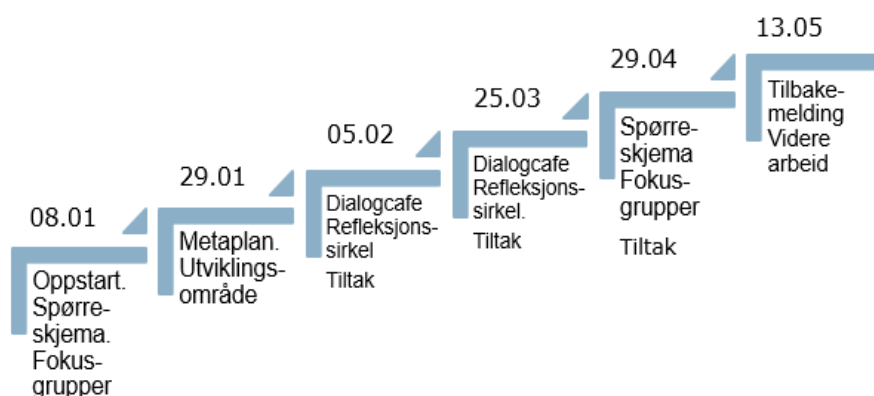 08.01
Oppstart.
Spørre-
skjema.
Fokus-
grupper
29.01
Metaplan.
Utviklings-
område
05.02
Dialogcafe
Refleksjons-
sirkel
Tiltak
25.03
Dialogcafe
Refleksjons-
sirkel.
Tiltak
29.04
Spørre-
skjema
Fokus-
grupper
Tiltak
13.05
Tilbake-
melding
Videre
arbeid